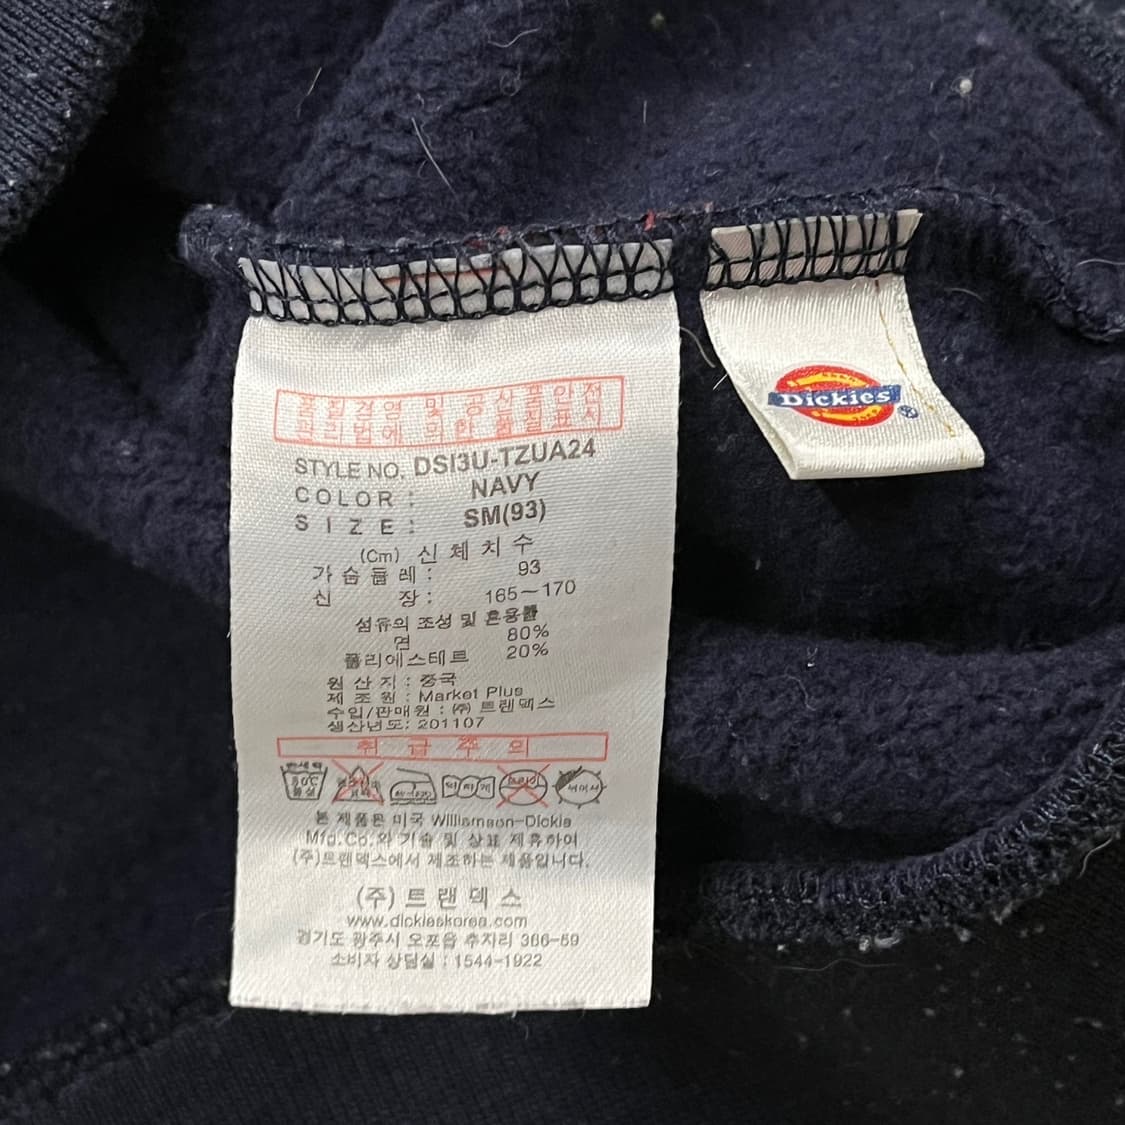 품질경영 및 공산품안전
관리법에 의한 품질표시
STYLE NO. DSI3U-TZUA24
COLOR: NAVY
SIZE: SM(93)
(Cm) 신체치수
가슴둘레: 93
신 장: 165~170
섬유의 조성 및 혼용률
면 80%
폴리에스테르 20%
원산지: 중국
제조원: Market Plus
수입/판매원: ㈜ 트랜덱스
생산년도: 201107
취급주의
본 제품은 미국 Williamson-Dickie
Mfg.Co.와 기술 및 상표 제휴하여
(주)트랜덱스에서 제조하는 제품입니다.
(주)트랜덱스
www.dickieskorea.com
경기도 광주시 오포읍 추자리 366-59
소비자 상담실 : 1544-1922
Dickies ®